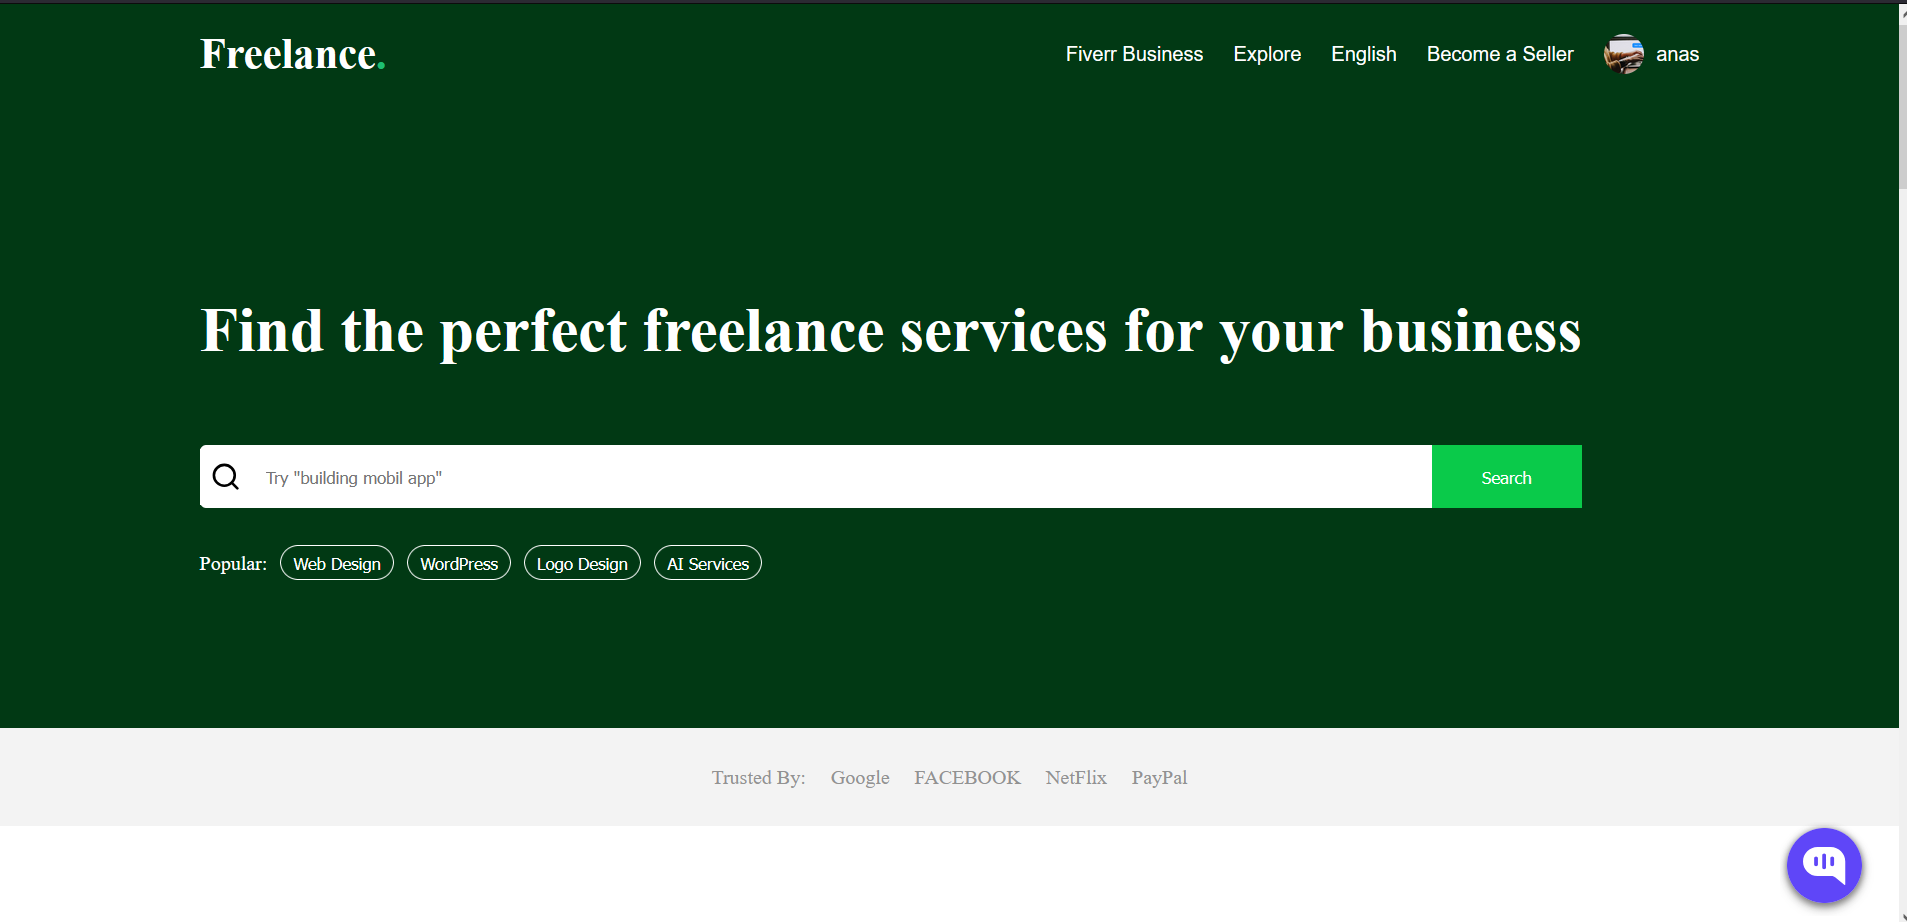 Freelance.
Fiverr Business Explore English Become a Seller anas
Find the perfect freelance services for your business
Try "building mobil app"
Search
Popular: Web Design WordPress Logo Design AI Services
Trusted By: Google FACEBOOK NetFlix PayPal